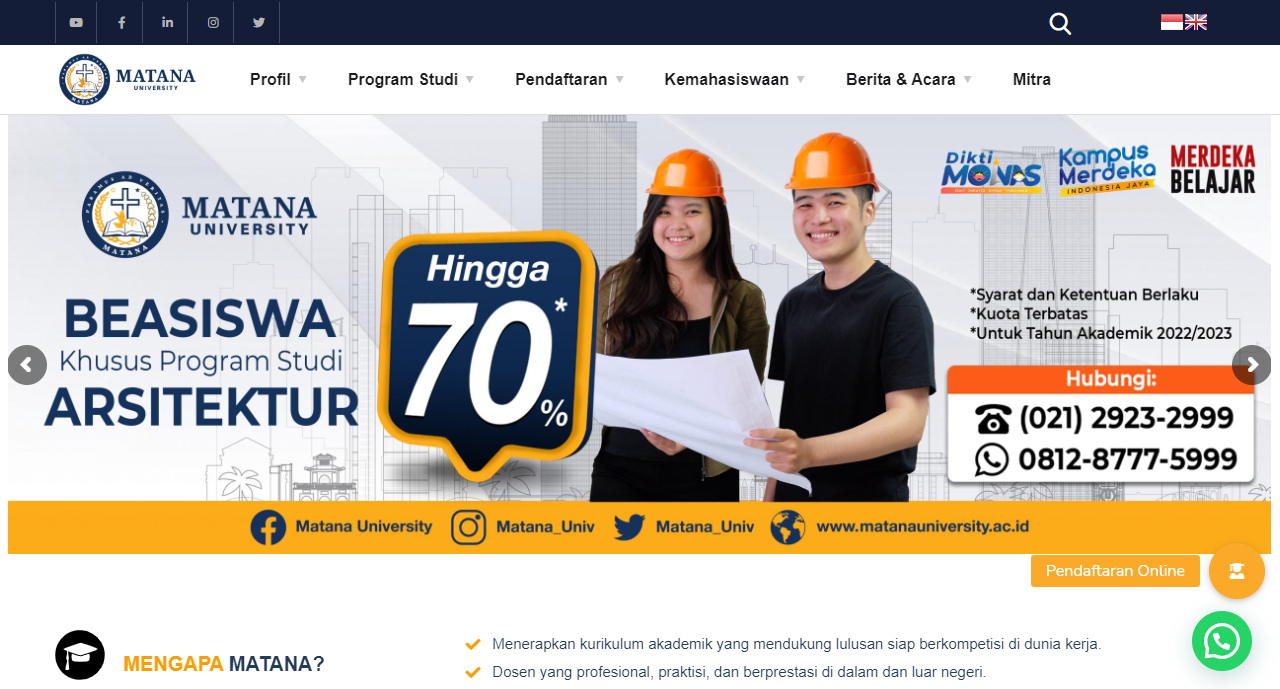 MATANA
UNIVERSITY
Profil
Program Studi
Pendaftaran
Kemahasiswaan
Berita & Acara
Mitra
MATANA
UNIVERSITY
Dikti
MONAS
Kampus
Merdeka
INDONESIA JAYA
MERDEKA
BELAJAR
BEASISWA
Khusus Program Studi
ARSITEKTUR
Hingga
70%*
*Syarat dan Ketentuan Berlaku
*Kuota Terbatas
*Untuk Tahun Akademik 2022/2023
Hubungi:
(021) 2923-2999
0812-8777-5999
Matana University
Matana_Univ
Matana_Univ
www.matanauniversity.ac.id
Pendaftaran Online
MENGAPA MATANA?
Menerapkan kurikulum akademik yang mendukung lulusan siap berkompetisi di dunia kerja.
Dosen yang profesional, praktisi, dan berprestasi di dalam dan luar negeri.